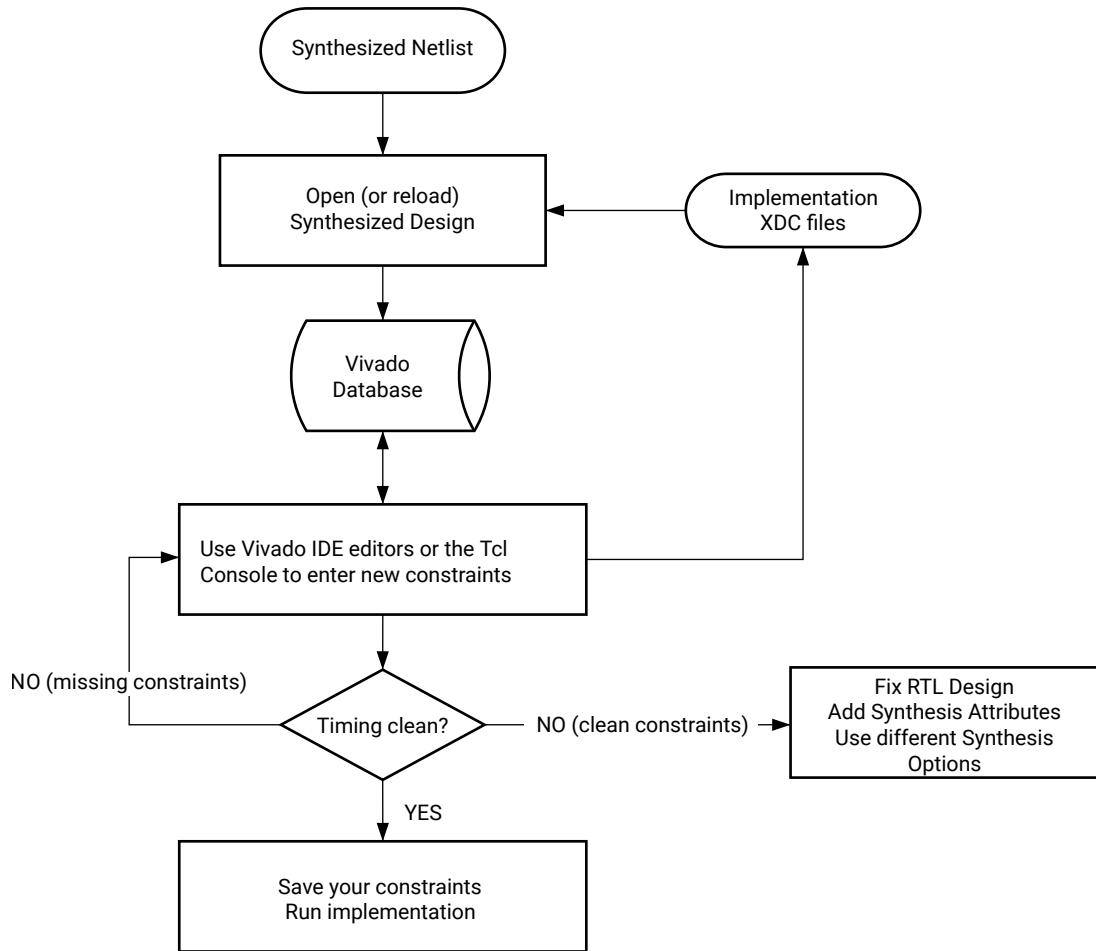 Synthesized Netlist
Open (or reload)
Synthesized Design
Implementation
XDC files
Vivado
Database
Use Vivado IDE editors or the Tcl
Console to enter new constraints
NO (missing constraints)
Timing clean?
NO (clean constraints)
Fix RTL Design
Add Synthesis Attributes
Use different Synthesis
Options
YES
Save your constraints
Run implementation